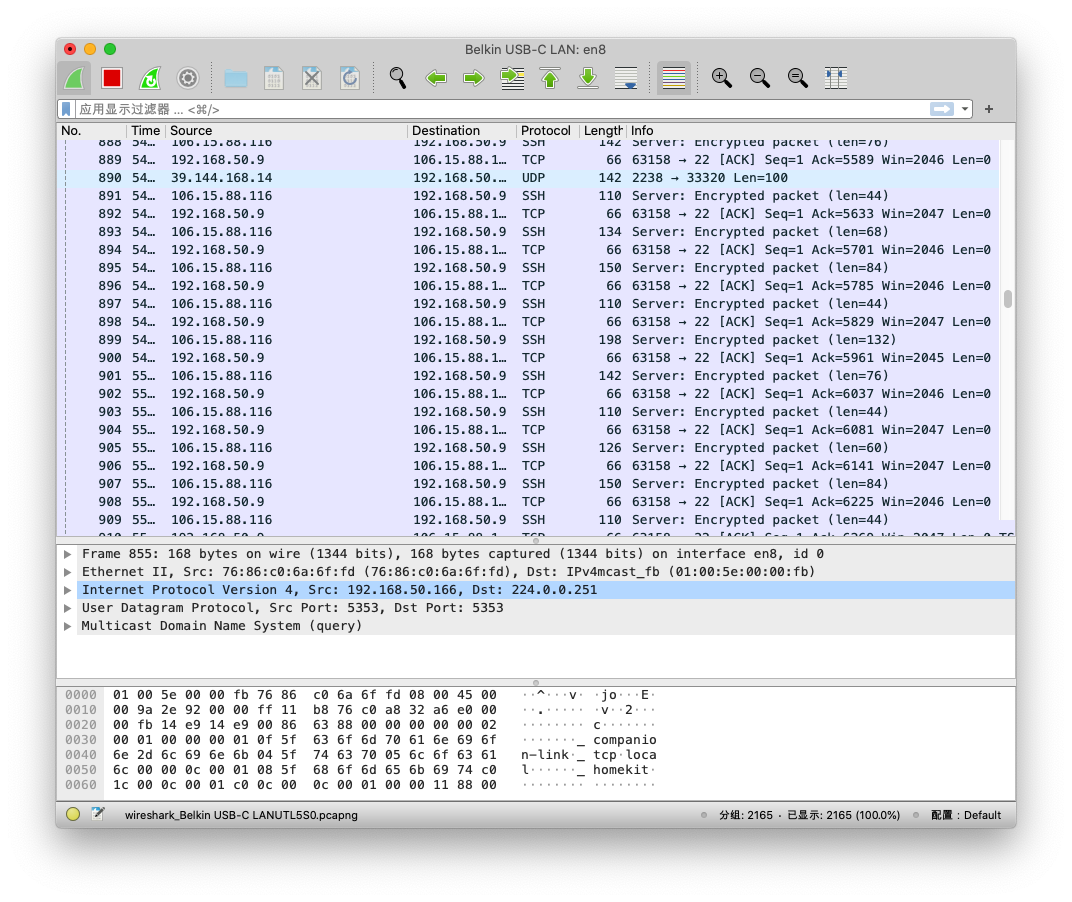 Belkin USB-C LAN: en8
应用显示过滤器 … <⌘/>
No. Time Source Destination Protocol Length Info
888 54… 106.15.88.116 192.168.50.9 SSH 142 Server: Encrypted packet (len=76)
889 54… 192.168.50.9 106.15.88.1… TCP 66 63158 → 22 [ACK] Seq=1 Ack=5589 Win=2046 Len=0
890 54… 39.144.168.14 192.168.50.… UDP 142 2238 → 33320 Len=100
891 54… 106.15.88.116 192.168.50.9 SSH 110 Server: Encrypted packet (len=44)
892 54… 192.168.50.9 106.15.88.1… TCP 66 63158 → 22 [ACK] Seq=1 Ack=5633 Win=2047 Len=0
893 54… 106.15.88.116 192.168.50.9 SSH 134 Server: Encrypted packet (len=68)
894 54… 192.168.50.9 106.15.88.1… TCP 66 63158 → 22 [ACK] Seq=1 Ack=5701 Win=2046 Len=0
895 54… 106.15.88.116 192.168.50.9 SSH 150 Server: Encrypted packet (len=84)
896 54… 192.168.50.9 106.15.88.1… TCP 66 63158 → 22 [ACK] Seq=1 Ack=5785 Win=2046 Len=0
897 54… 106.15.88.116 192.168.50.9 SSH 110 Server: Encrypted packet (len=44)
898 54… 192.168.50.9 106.15.88.1… TCP 66 63158 → 22 [ACK] Seq=1 Ack=5829 Win=2047 Len=0
899 54… 106.15.88.116 192.168.50.9 SSH 198 Server: Encrypted packet (len=132)
900 54… 192.168.50.9 106.15.88.1… TCP 66 63158 → 22 [ACK] Seq=1 Ack=5961 Win=2045 Len=0
901 55… 106.15.88.116 192.168.50.9 SSH 142 Server: Encrypted packet (len=76)
902 55… 192.168.50.9 106.15.88.1… TCP 66 63158 → 22 [ACK] Seq=1 Ack=6037 Win=2046 Len=0
903 55… 106.15.88.116 192.168.50.9 SSH 110 Server: Encrypted packet (len=44)
904 55… 192.168.50.9 106.15.88.1… TCP 66 63158 → 22 [ACK] Seq=1 Ack=6081 Win=2047 Len=0
905 55… 106.15.88.116 192.168.50.9 SSH 126 Server: Encrypted packet (len=60)
906 55… 192.168.50.9 106.15.88.1… TCP 66 63158 → 22 [ACK] Seq=1 Ack=6141 Win=2047 Len=0
907 55… 106.15.88.116 192.168.50.9 SSH 150 Server: Encrypted packet (len=84)
908 55… 192.168.50.9 106.15.88.1… TCP 66 63158 → 22 [ACK] Seq=1 Ack=6225 Win=2046 Len=0
909 55… 106.15.88.116 192.168.50.9 SSH 110 Server: Encrypted packet (len=44)
Frame 855: 168 bytes on wire (1344 bits), 168 bytes captured (1344 bits) on interface en8, id 0
Ethernet II, Src: 76:86:c0:6a:6f:fd (76:86:c0:6a:6f:fd), Dst: IPv4mcast_fb (01:00:5e:00:00:fb)
Internet Protocol Version 4, Src: 192.168.50.166, Dst: 224.0.0.251
User Datagram Protocol, Src Port: 5353, Dst Port: 5353
Multicast Domain Name System (query)
0000 01 00 5e 00 00 fb 76 86 c0 6a 6f fd 08 00 45 00 ··^···v· ·jo···E·
0010 00 9a 2e 92 00 00 ff 11 b8 76 c0 a8 32 a6 e0 00 ··.····· ·v··2···
0020 00 fb 14 e9 14 e9 00 86 63 88 00 00 00 00 00 02 ········ c·······
0030 00 01 00 00 00 01 0f 5f 63 6f 6d 70 61 6e 69 6f ·······_ companio
0040 6e 2d 6c 69 6e 6b 04 5f 74 63 70 05 6c 6f 63 61 n-link·_ tcp·loca
0050 6c 00 00 0c 00 01 08 5f 68 6f 6d 65 6b 69 74 c0 l······_ homekit·
0060 1c 00 0c 00 01 c0 0c 00 0c 00 01 00 00 11 88 00 ········ ········
wireshark_Belkin USB-C LANUTL5S0.pcapng 分组: 2165 · 已显示: 2165 (100.0%) 配置 : Default